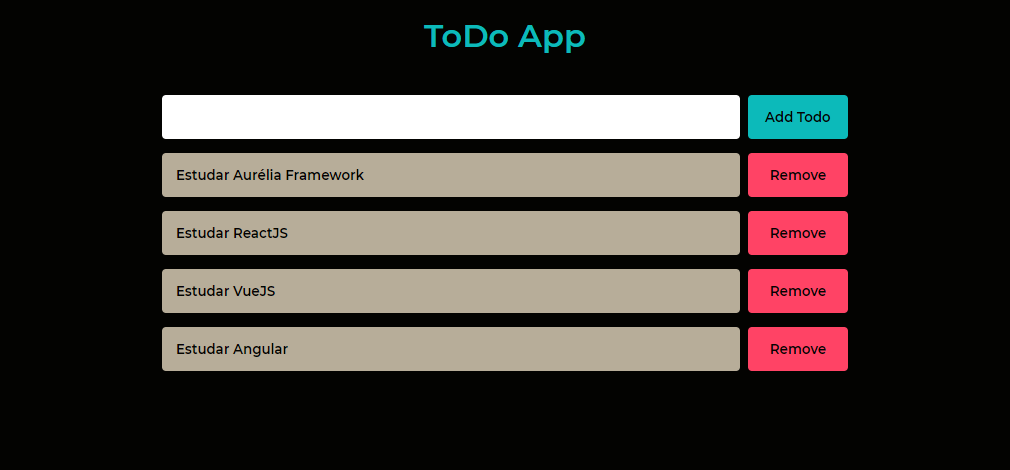 ToDo App
Add Todo
Estudar Aurélia Framework Remove
Estudar ReactJS Remove
Estudar VueJS Remove
Estudar Angular Remove